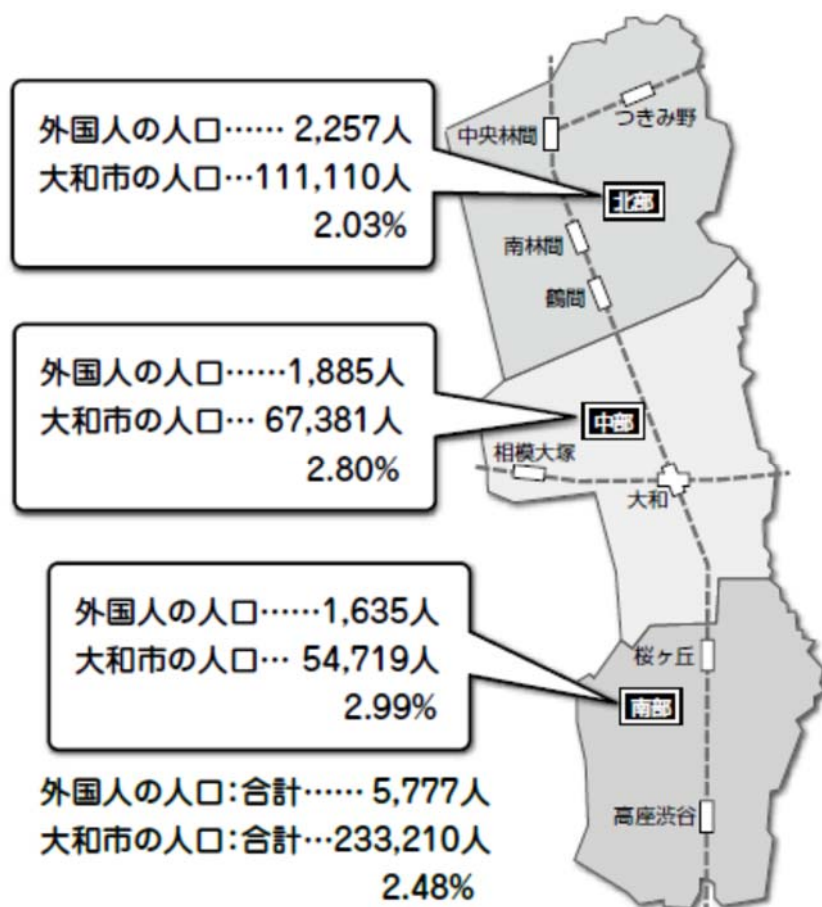 外国人の人口…… 2,257人
大和市の人口…111,110人
2.03%
中央林間
つきみ野
北部
南林間
鶴間
外国人の人口……1,885人
大和市の人口… 67,381人
2.80%
中部
相模大塚
大和
外国人の人口……1,635人
大和市の人口… 54,719人
2.99%
桜ヶ丘
南部
高座渋谷
外国人の人口:合計…… 5,777人
大和市の人口:合計…233,210人
2.48%